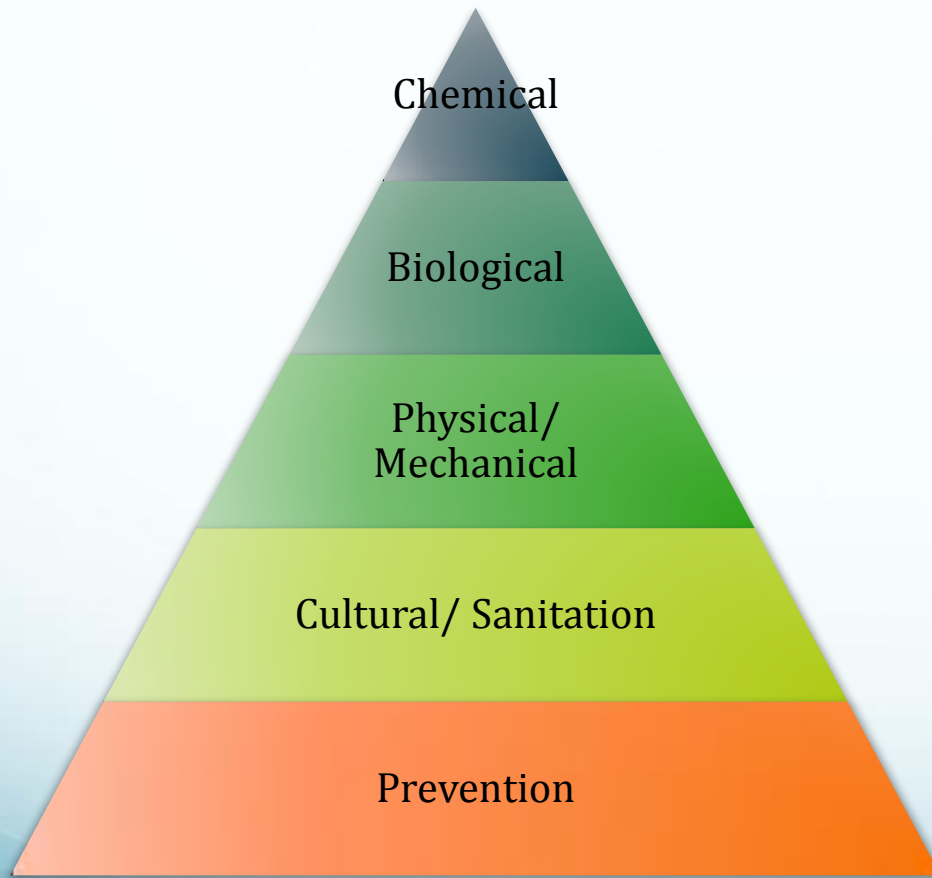 Chemical
Biological
Physical/
Mechanical
Cultural/ Sanitation
Prevention